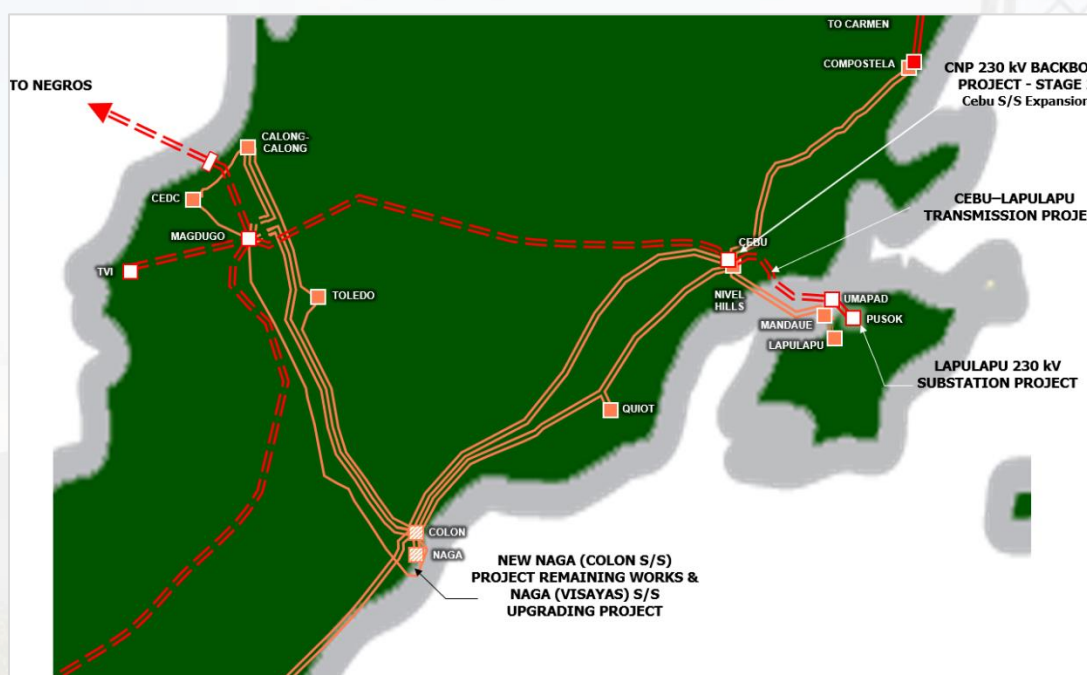 TO CARMEN
COMPOSTELA
CNP 230 kV BACKBO
PROJECT - STAGE
Cebu S/S Expansion
TO NEGROS
CALONG-
CALONG
CEDC
CEBU–LAPULAPU
TRANSMISSION PROJE
MAGDUGO
CEBU
TVI
TOLEDO
NIVEL
HILLS
UMAPAD
MANDAUE
PUSOK
LAPULAPU
LAPULAPU 230 kV
SUBSTATION PROJECT
QUIOT
COLON
NAGA
NEW NAGA (COLON S/S)
PROJECT REMAINING WORKS &
NAGA (VISAYAS) S/S
UPGRADING PROJECT